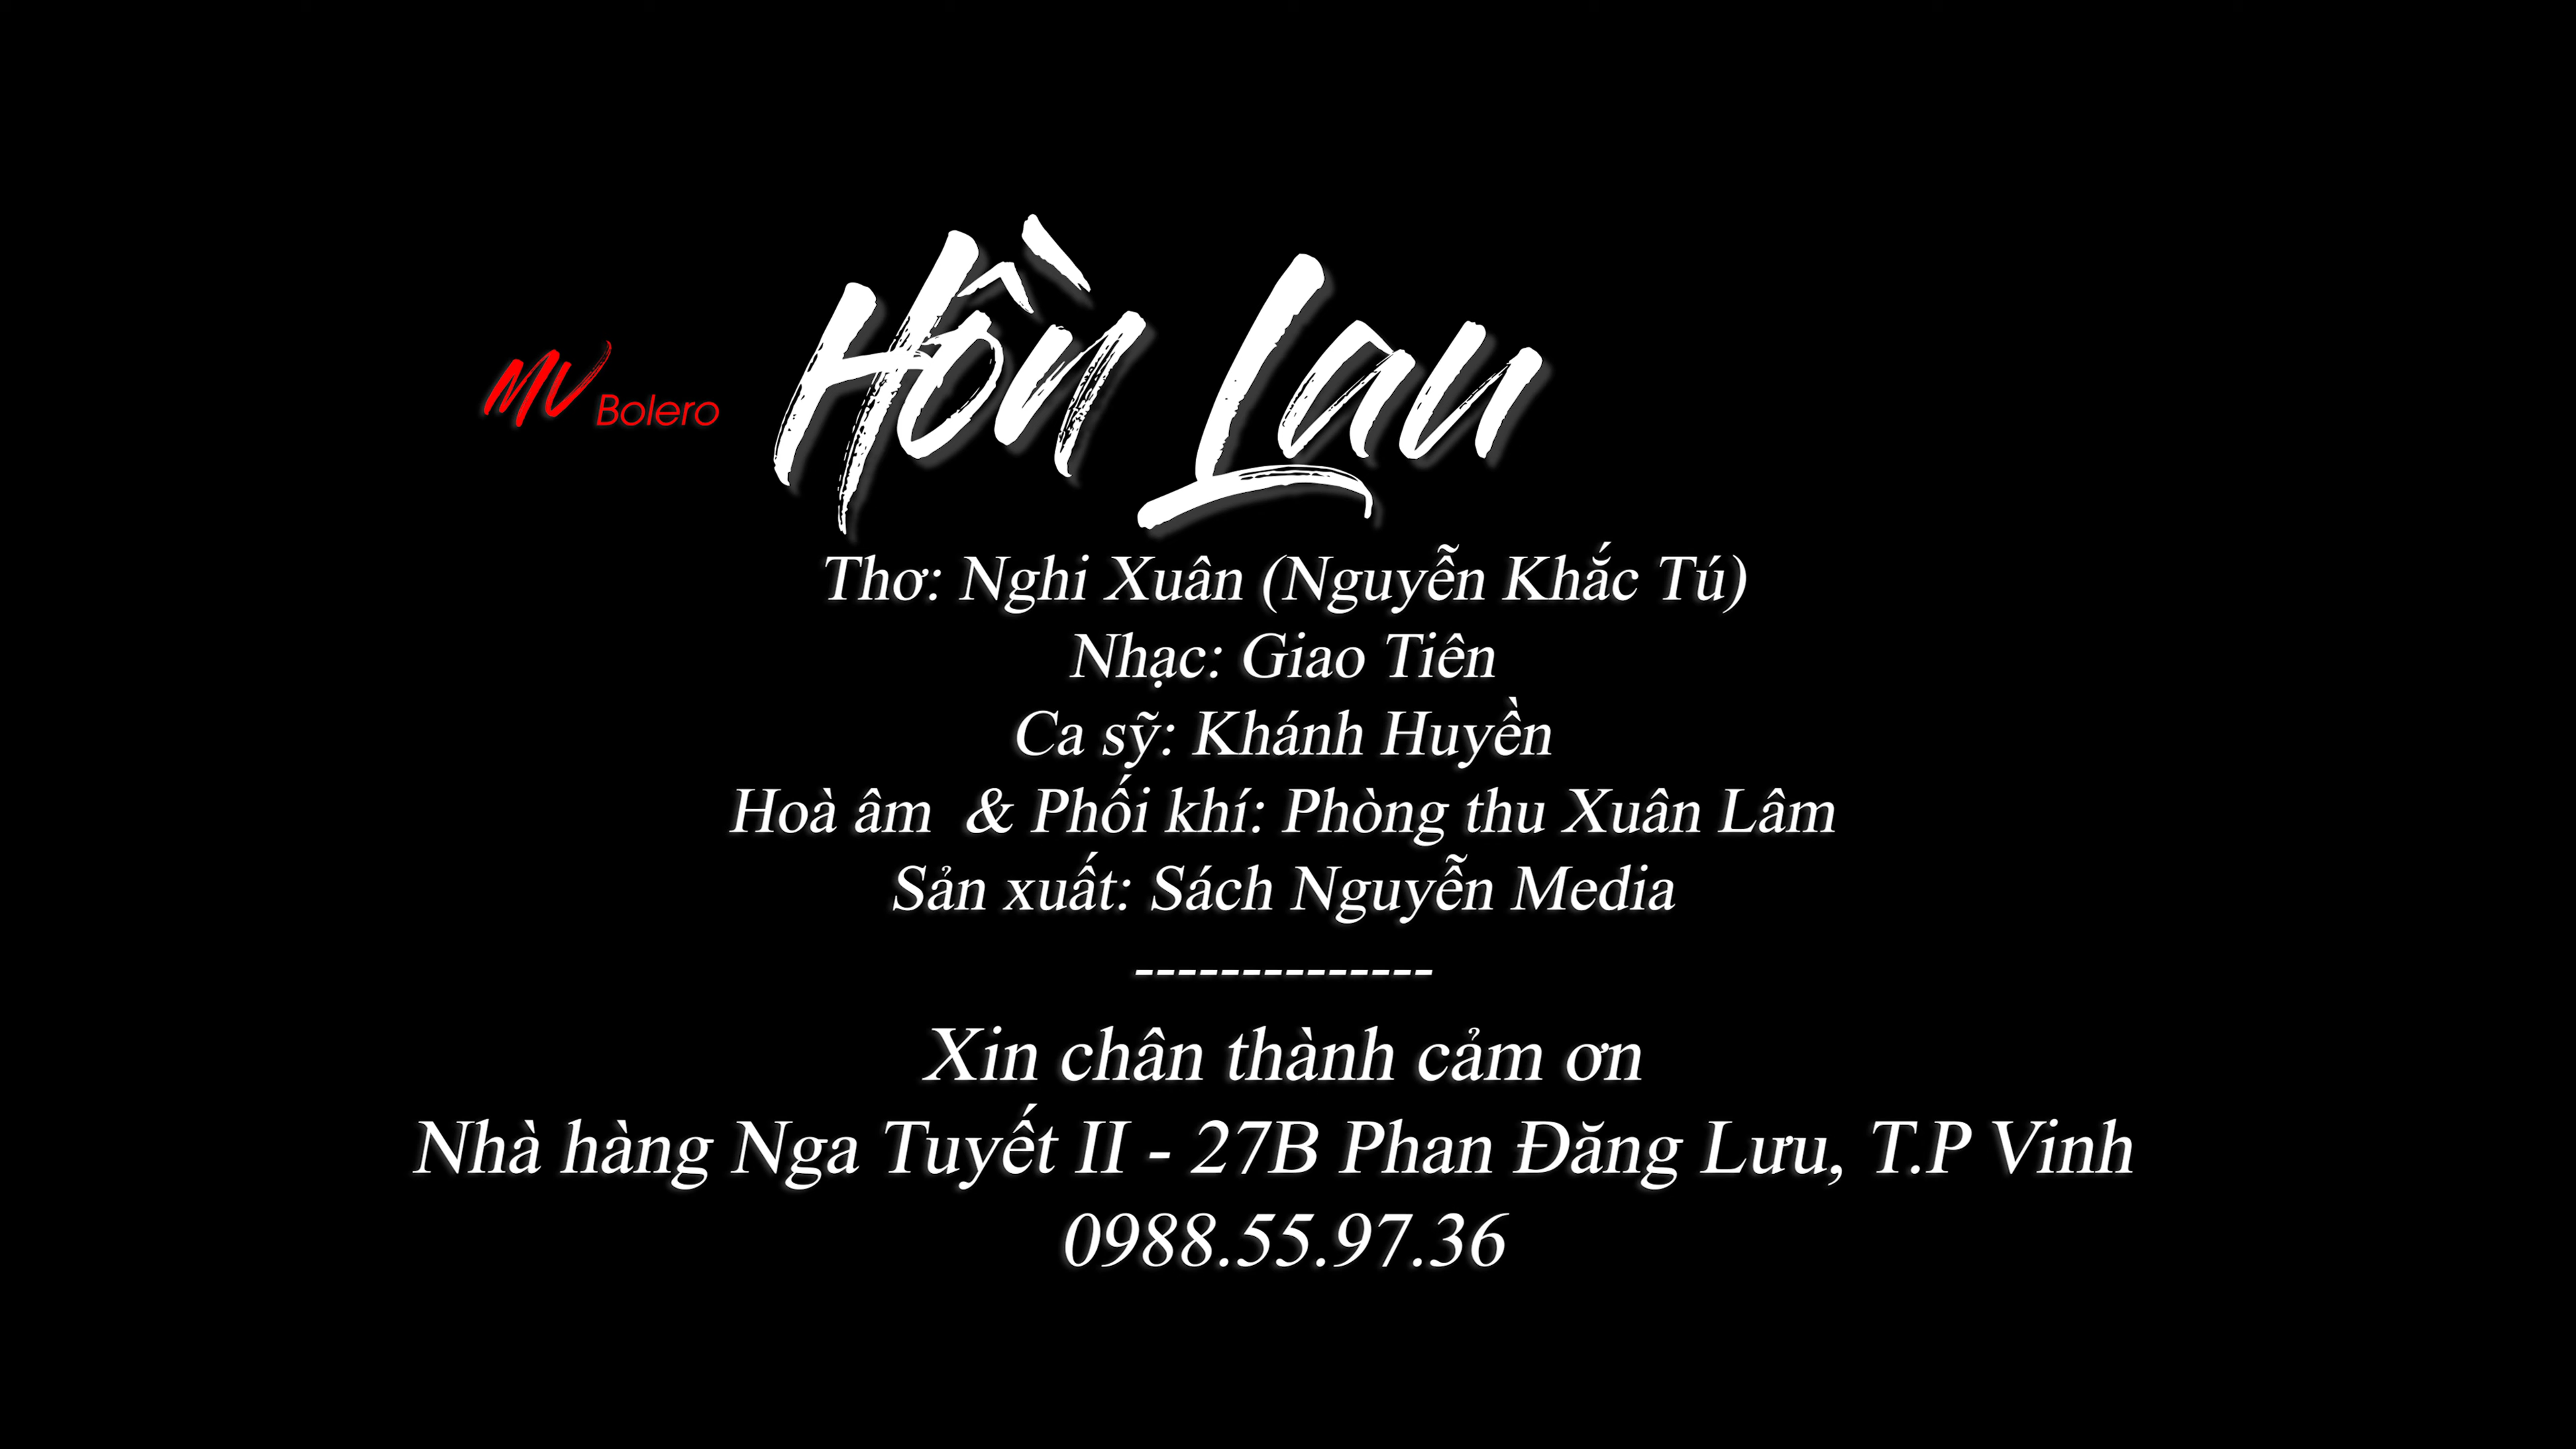 MV Bolero Hồn Lau
Thơ: Nghi Xuân (Nguyễn Khắc Tú)
Nhạc: Giao Tiên
Ca sỹ: Khánh Huyền
Hoà âm  & Phối khí: Phòng thu Xuân Lâm
Sản xuất: Sách Nguyễn Media
--------------
Xin chân thành cảm ơn
Nhà hàng Nga Tuyết II - 27B Phan Đăng Lưu, T.P Vinh
0988.55.97.36